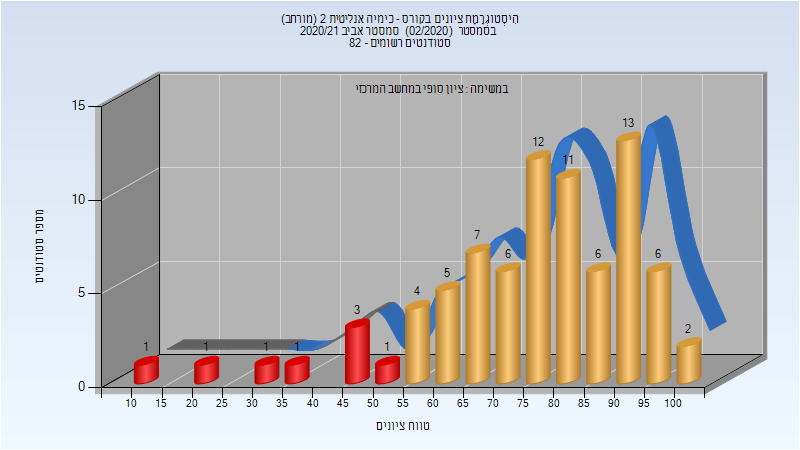 היסטוגרמת ציונים בקורס - כימיה אנליטית 2 (מורחב)
בסמסטר (02/2020) סמסטר אביב 2020/21
סטודנטים רשומים - 82
במשימה : ציון סופי במחשב המרכזי
מספר סטודנטים
15
10
5
0
1
1
1
1
3
1
4
5
7
6
12
11
6
13
6
2
10 15 20 25 30 35 40 45 50 55 60 65 70 75 80 85 90 95 100
טווח ציונים